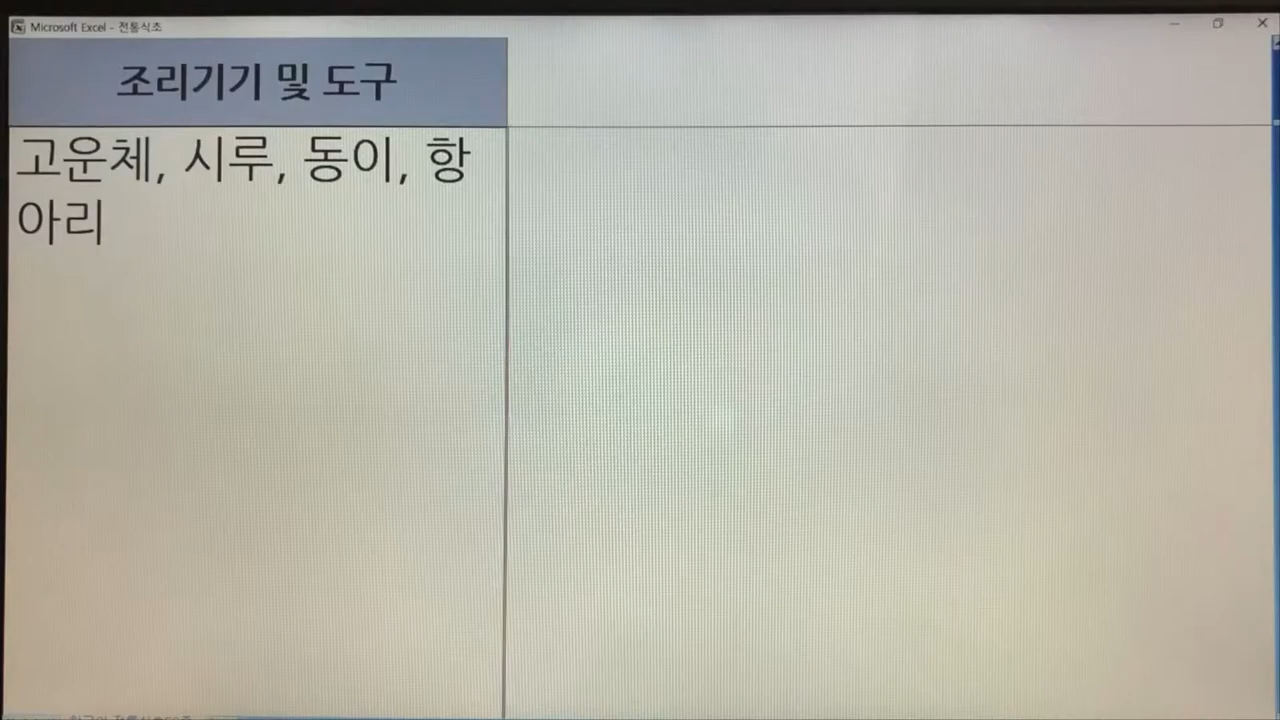 Microsoft Excel - 전통식초
조리기기 및 도구
고운체, 시루, 동이, 항
아리